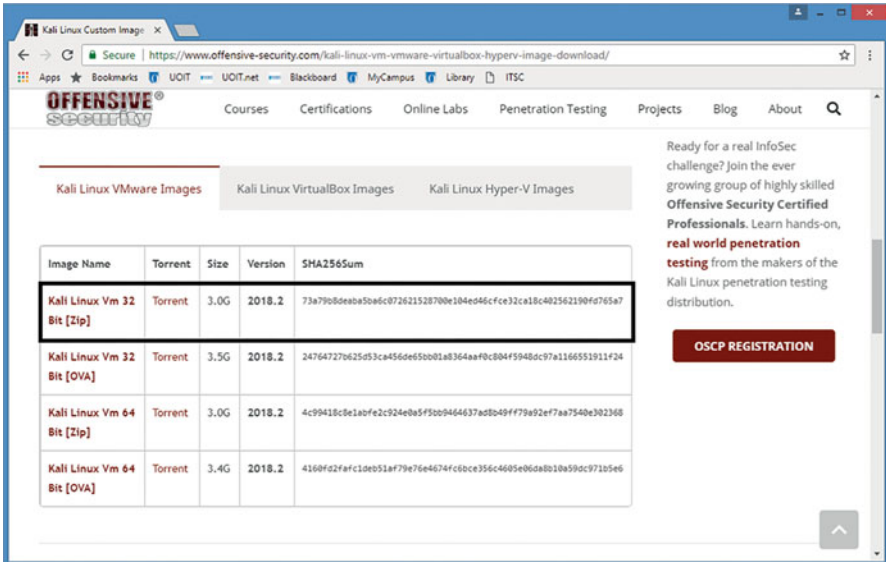 Kali Linux Custom Image
Secure | https://www.offensive-security.com/kali-linux-vm-vmware-virtualbox-hyperv-image-download/
Apps Bookmarks UOIT UOIT.net Blackboard MyCampus Library ITSC
OFFENSIVE®
security
Courses Certifications Online Labs Penetration Testing Projects Blog About
Kali Linux VMware Images Kali Linux VirtualBox Images Kali Linux Hyper-V Images
Image Name Torrent Size Version SHA256Sum
Kali Linux Vm 32 Torrent 3.0G 2018.2 73a79b8deaba5ba6c072621528700e104ed46cfce32ca18c402562190fd765a7
Bit [Zip]
Kali Linux Vm 32 Torrent 3.5G 2018.2
Bit [OVA]
Kali Linux Vm 64 Torrent 3.0G 2018.2
Bit [Zip]
Kali Linux Vm 64 Torrent 3.4G 2018.2
Bit [OVA]
Ready for a real InfoSec
challenge? Join the ever
growing group of highly skilled
Offensive Security Certified
Professionals. Learn hands-on,
real world penetration
testing from the makers of the
Kali Linux penetration testing
distribution.
OSCP REGISTRATION